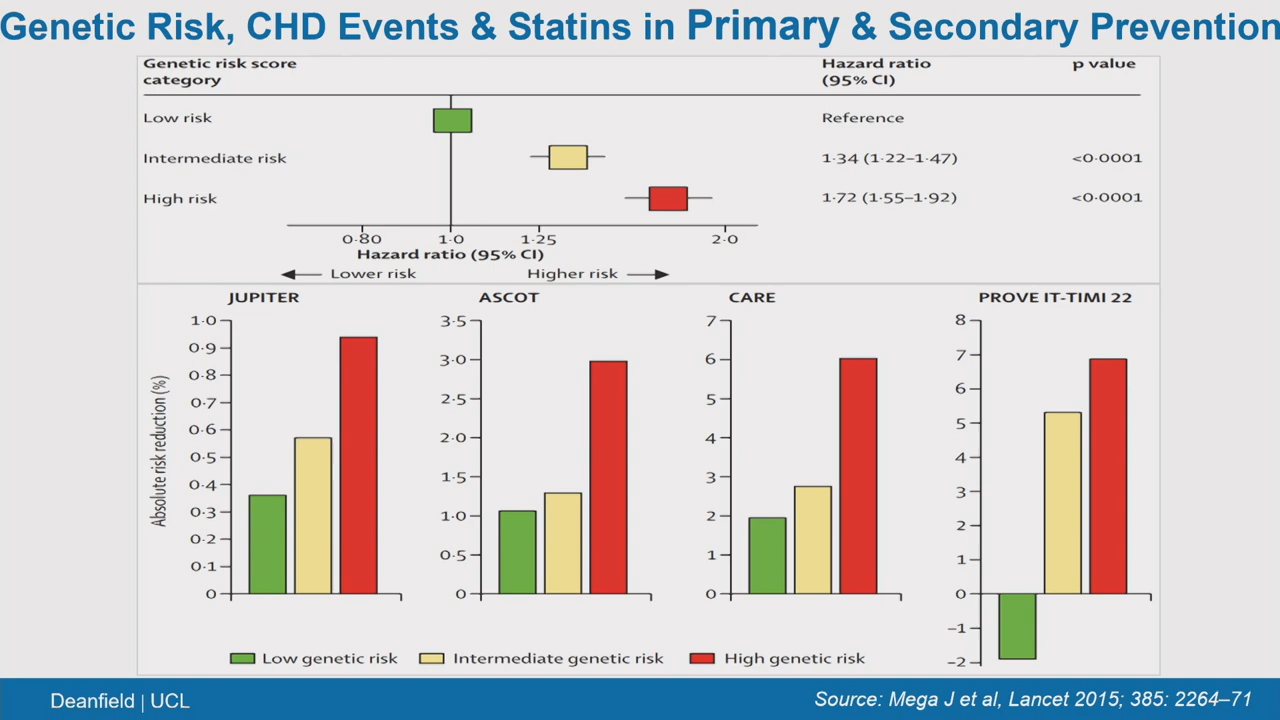 Genetic Risk, CHD Events & Statins in Primary & Secondary Prevention
Genetic risk score category
Hazard ratio (95% CI)
p value
Low risk
Reference
Intermediate risk
1·34 (1·22–1·47)
<0·0001
High risk
1·72 (1·55–1·92)
<0·0001
0·80 1·0 1·25 2·0
Hazard ratio (95% CI)
Lower risk
Higher risk
JUPITER
ASCOT
CARE
PROVE IT-TIMI 22
Absolute risk reduction (%)
1·0
0·9
0·8
0·7
0·6
0·5
0·4
0·3
0·2
0·1
0
3·5
3·0
2·5
2·0
1·5
1·0
0·5
0
7
6
5
4
3
2
1
0
8
7
6
5
4
3
2
1
0
–1
–2
Low genetic risk
Intermediate genetic risk
High genetic risk
Deanfield | UCL
Source: Mega J et al, Lancet 2015; 385: 2264–71